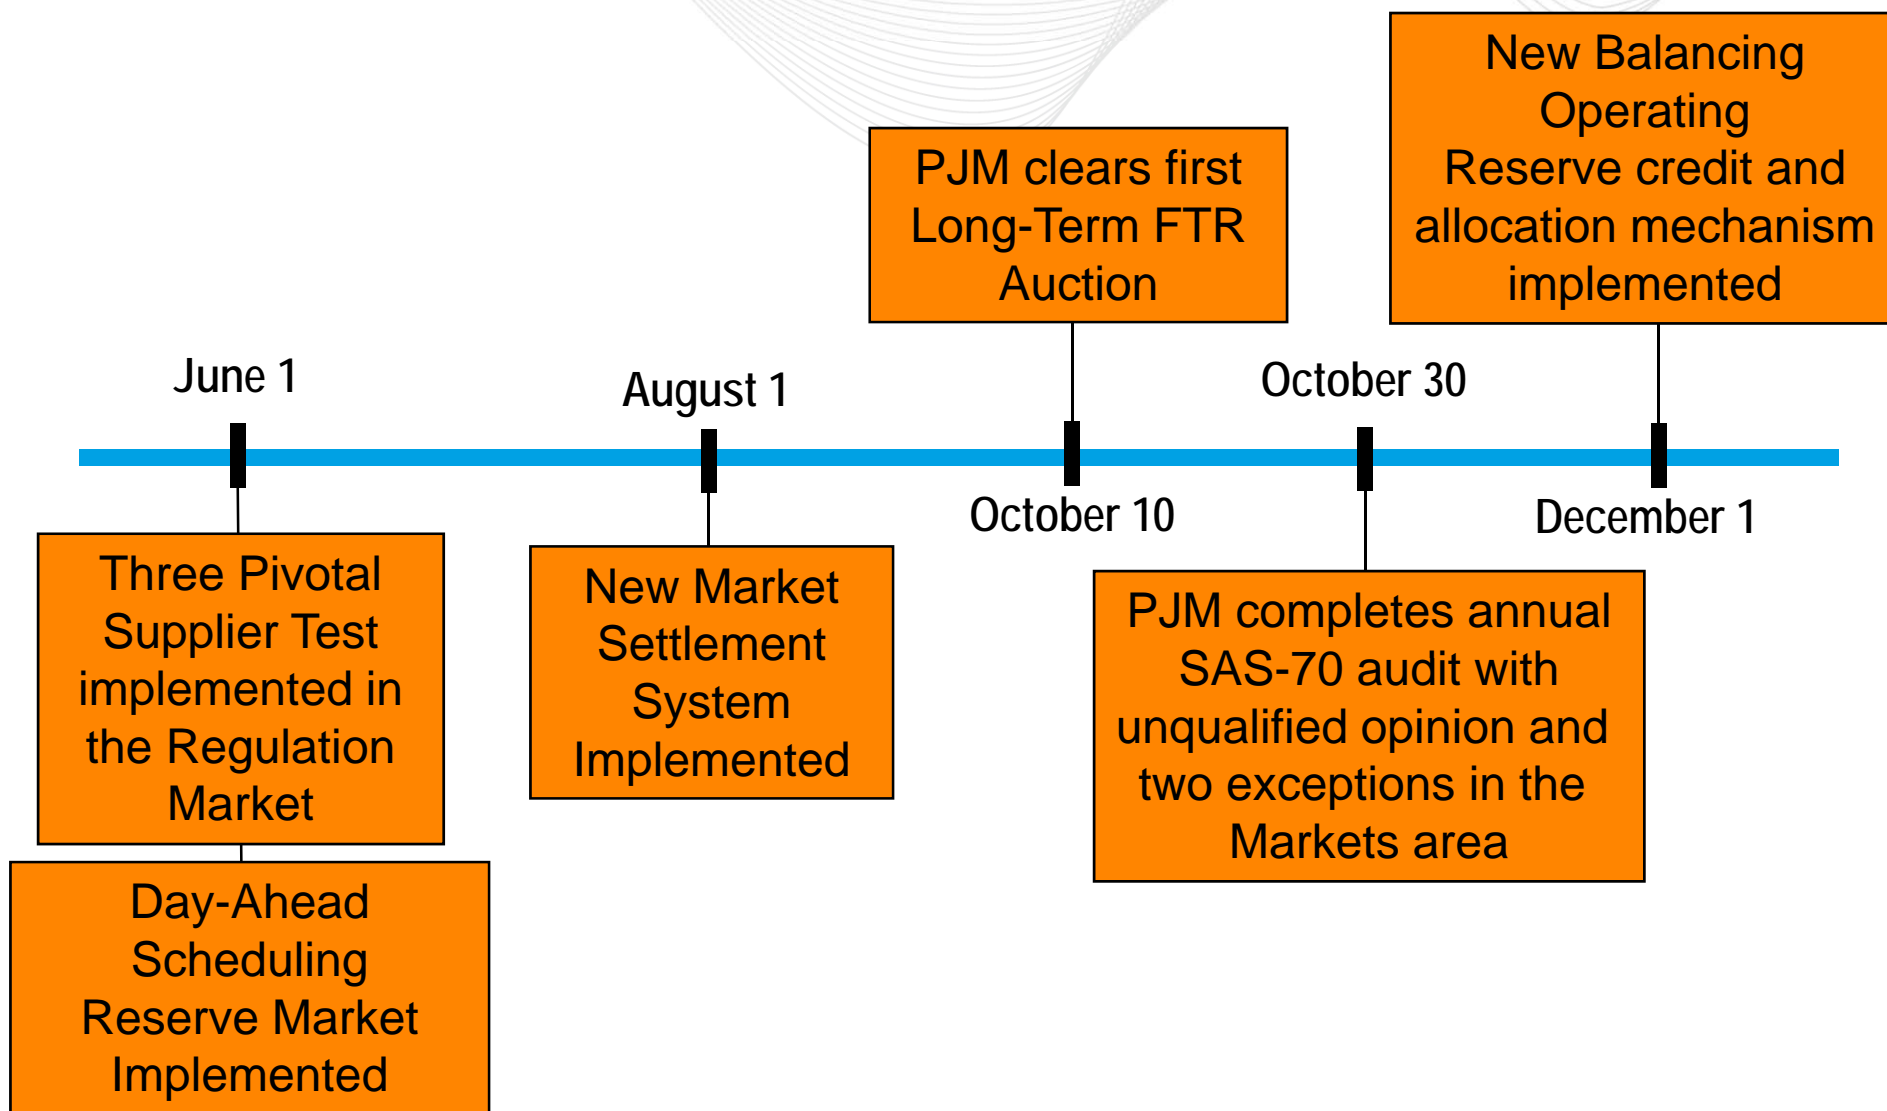 New Balancing
Operating
Reserve credit and
allocation mechanism
implemented
PJM clears first
Long-Term FTR
Auction
June 1
August 1
October 30
October 10
December 1
Three Pivotal
Supplier Test
implemented in
the Regulation
Market
New Market
Settlement
System
Implemented
PJM completes annual
SAS-70 audit with
unqualified opinion and
two exceptions in the
Markets area
Day-Ahead
Scheduling
Reserve Market
Implemented